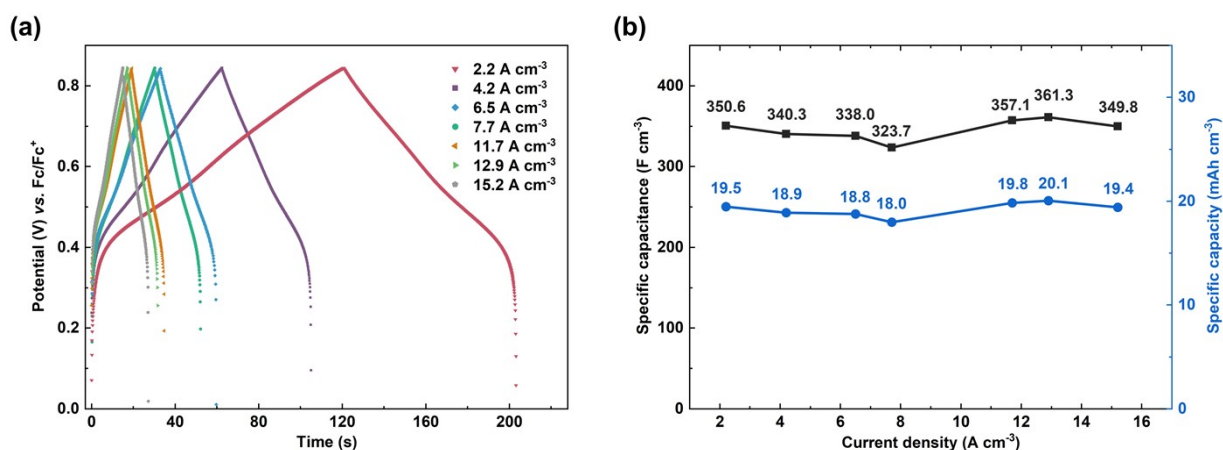 (a)
Potential (V) vs. Fc/Fc⁺
0.8
0.6
0.4
0.2
0.0
2.2 A cm⁻³
4.2 A cm⁻³
6.5 A cm⁻³
7.7 A cm⁻³
11.7 A cm⁻³
12.9 A cm⁻³
15.2 A cm⁻³
0 40 80 120 160 200
Time (s)
(b)
Specific capacitance (F cm⁻³)
400
300
200
100
0
350.6 340.3 338.0 323.7 357.1 361.3 349.8
19.5 18.9 18.8 18.0 19.8 20.1 19.4
30
20
10
0
Specific capacity (mAh cm⁻³)
2 4 6 8 10 12 14 16
Current density (A cm⁻³)